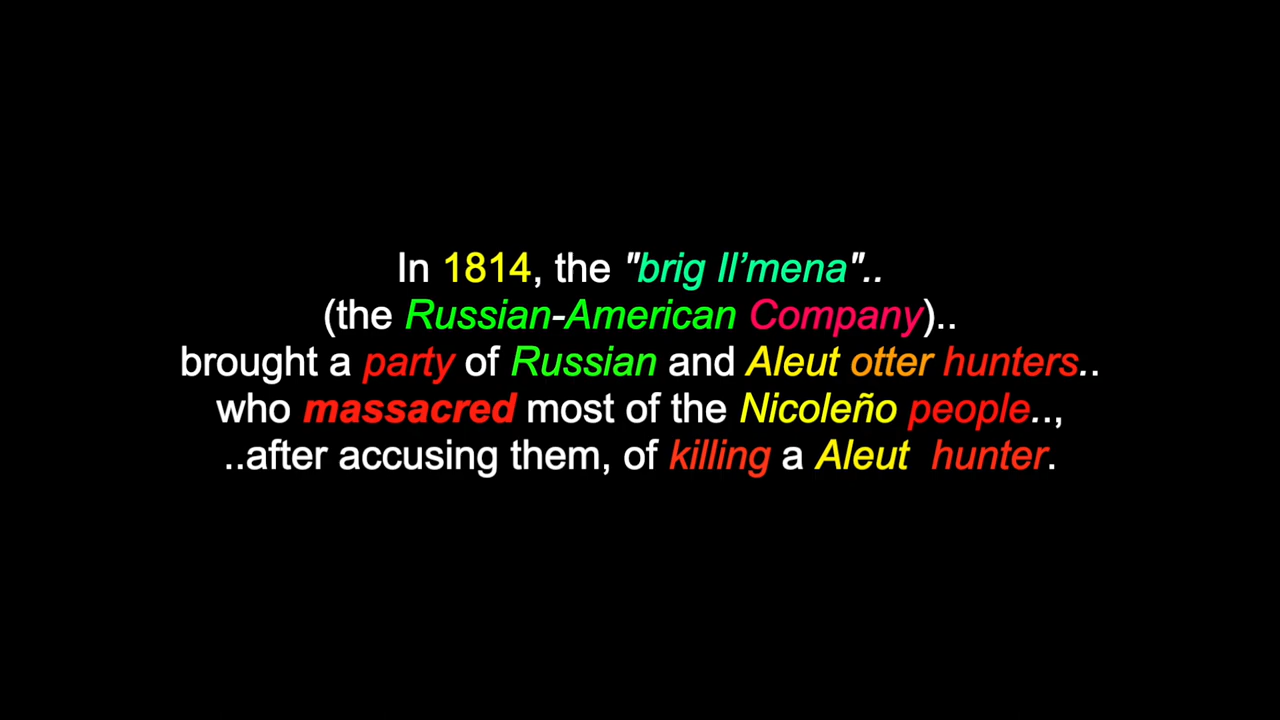 In 1814, the "brig Il’mena"..
(the Russian-American Company)..
brought a party of Russian and Aleut otter hunters..
who massacred most of the Nicoleño people..,
..after accusing them, of killing a Aleut  hunter.